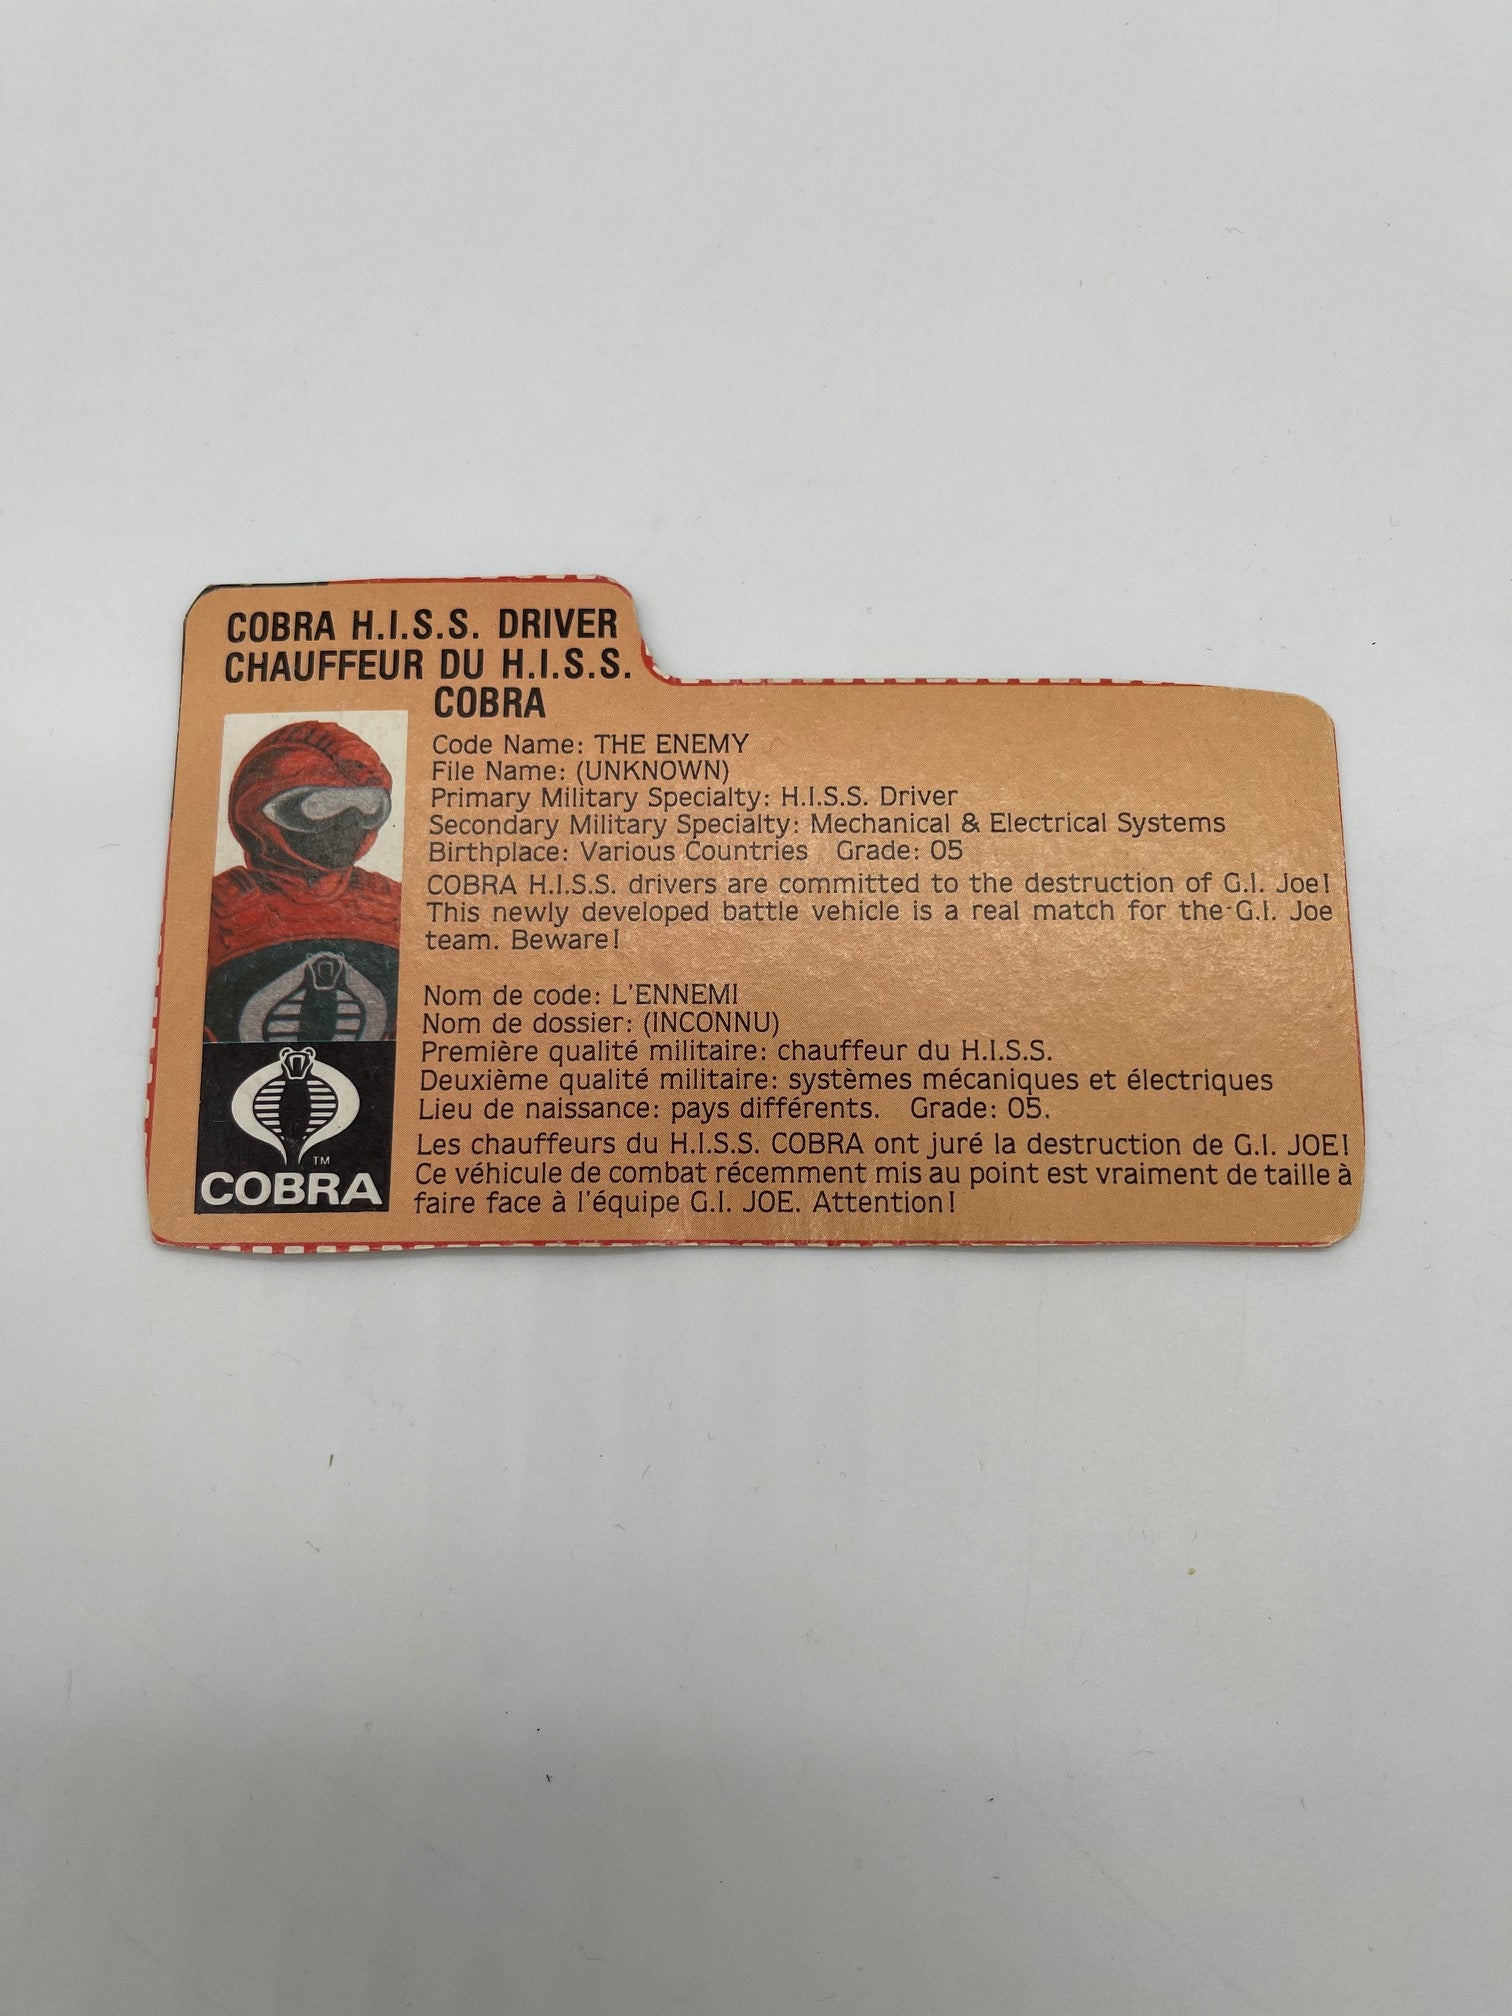 COBRA H.I.S.S. DRIVER
CHAUFFEUR DU H.I.S.S.
COBRA
Code Name: THE ENEMY
File Name: (UNKNOWN)
Primary Military Specialty: H.I.S.S. Driver
Secondary Military Specialty: Mechanical & Electrical Systems
Birthplace: Various Countries Grade: O5
COBRA H.I.S.S. drivers are committed to the destruction of G.I. Joe!
This newly developed battle vehicle is a real match for the G.I. Joe
team. Beware!
Nom de code: L'ENNEMI
Nom de dossier: (INCONNU)
Première qualité militaire: chauffeur du H.I.S.S.
Deuxième qualité militaire: systèmes mécaniques et électriques
Lieu de naissance: pays différents. Grade: O5.
Les chauffeurs du H.I.S.S. COBRA ont juré la destruction de G.I. JOE!
Ce véhicule de combat récemment mis au point est vraiment de taille à
faire face à l'équipe G.I. JOE. Attention!
TM
COBRA